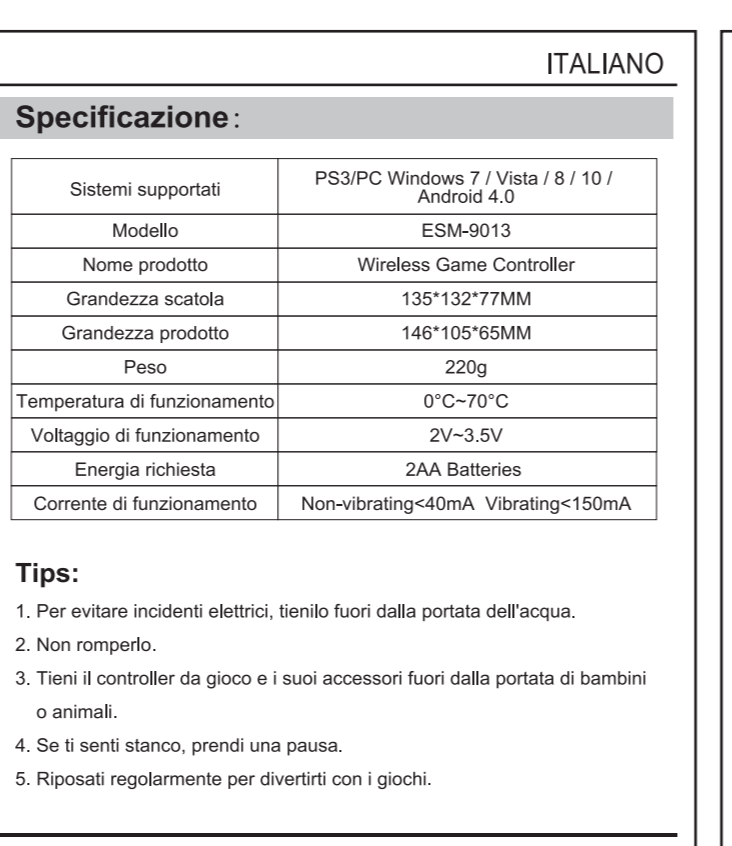 ITALIANO
Specificazione:
Sistemi supportati
PS3/PC Windows 7 / Vista / 8 / 10 /
Android 4.0
Modello
ESM-9013
Nome prodotto
Wireless Game Controller
Grandezza scatola
135*132*77MM
Grandezza prodotto
146*105*65MM
Peso
220g
Temperatura di funzionamento
0°C~70°C
Voltaggio di funzionamento
2V~3.5V
Energia richiesta
2AA Batteries
Corrente di funzionamento
Non-vibrating<40mA Vibrating<150mA
Tips:
1. Per evitare incidenti elettrici, tienilo fuori dalla portata dell'acqua.
2. Non romperlo.
3. Tieni il controller da gioco e i suoi accessori fuori dalla portata di bambini
o animali.
4. Se ti senti stanco, prendi una pausa.
5. Riposati regolarmente per divertirti con i giochi.